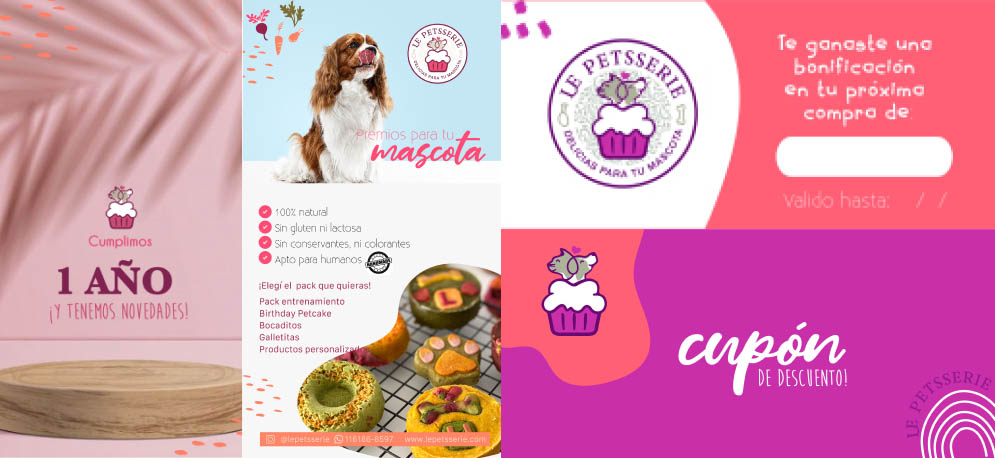 Cumplimos
1 AÑO
¡Y TENEMOS NOVEDADES!
LE PETSSERIE
DELICIAS PARA TU MASCOTA
Premios para tu
mascota
100% natural
Sin gluten ni lactosa
Sin conservantes, ni colorantes
Apto para humanos
HANDMADE
¡Elegí el pack que quieras!
Pack entrenamiento
Birthday Petcake
Bocaditos
Galletitas
Productos personalizad
@lepetsserie 116186-8597 www.lepetsserie.com
LE PETSSERIE
DELICIAS PARA TU MASCOTA
Te ganaste una
bonificación
en tu próxima
compra de:
Valido hasta: / /
cupón
DE DESCUENTO!
LE PETSSERIE